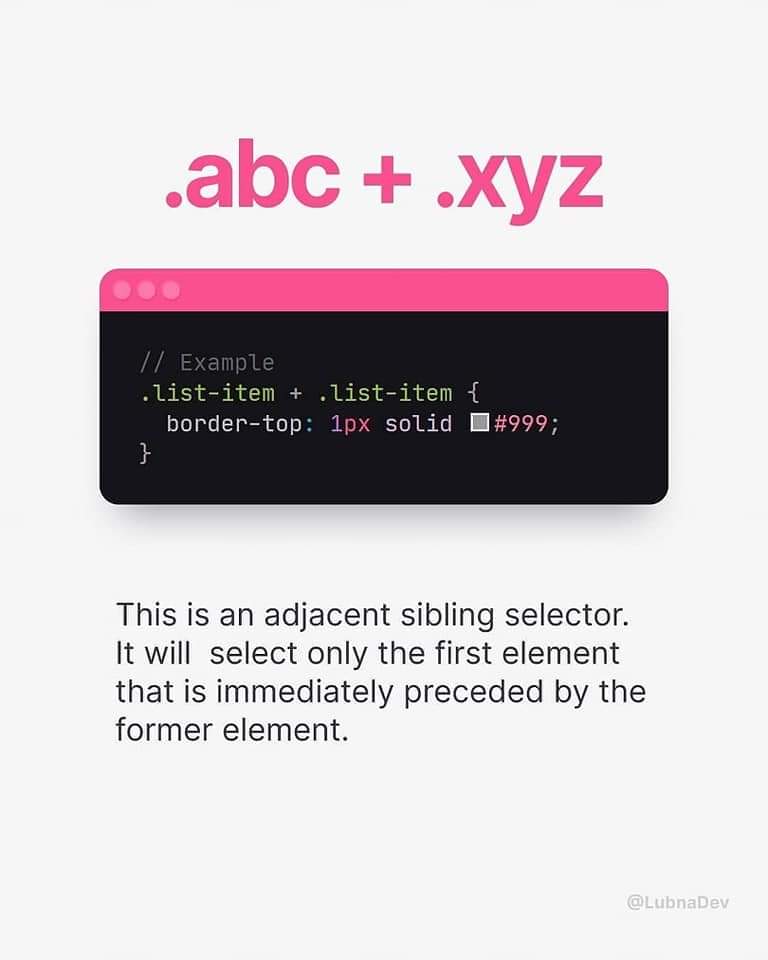 .abc + .xyz
// Example
.list-item + .list-item {
border-top: 1px solid #999;
}
This is an adjacent sibling selector.
It will  select only the first element
that is immediately preceded by the
former element.
@LubnaDev